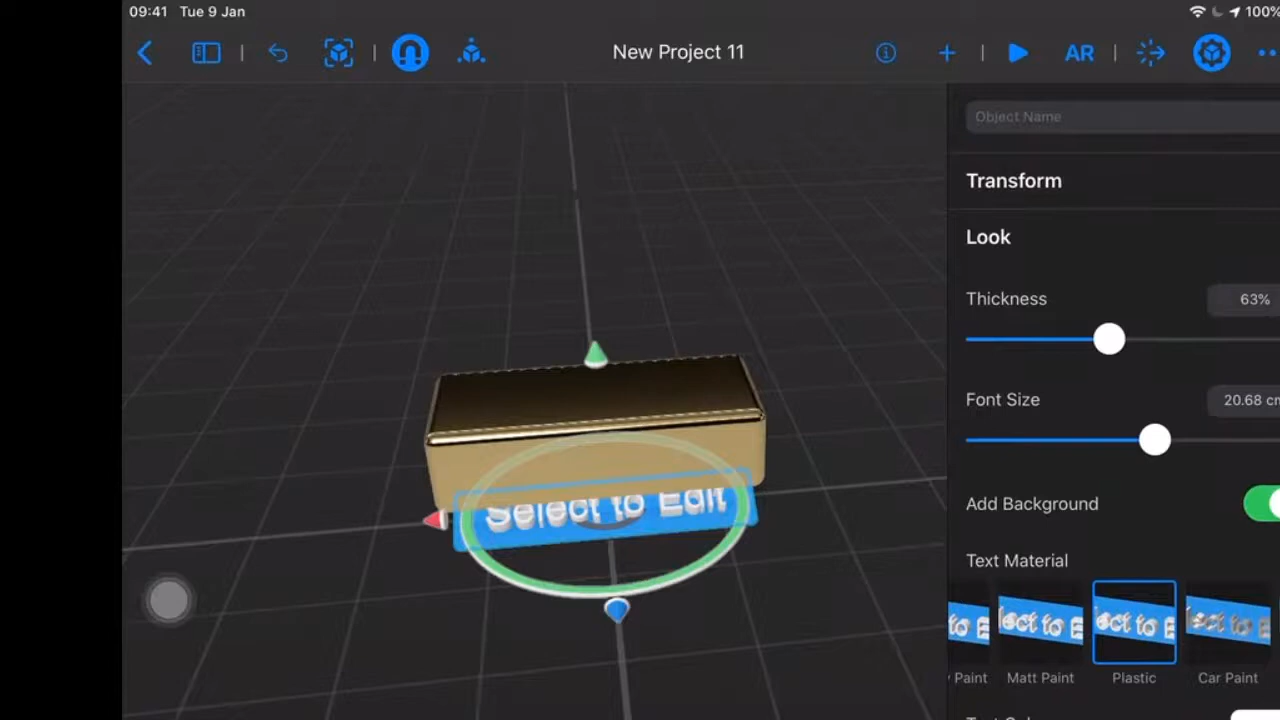 09:41 Tue 9 Jan
100%
New Project 11
AR
Object Name
Transform
Look
Thickness
63%
Font Size
20.68 cm
Add Background
Select to Edit
Text Material
Paint
Matt Paint
Plastic
Car Paint